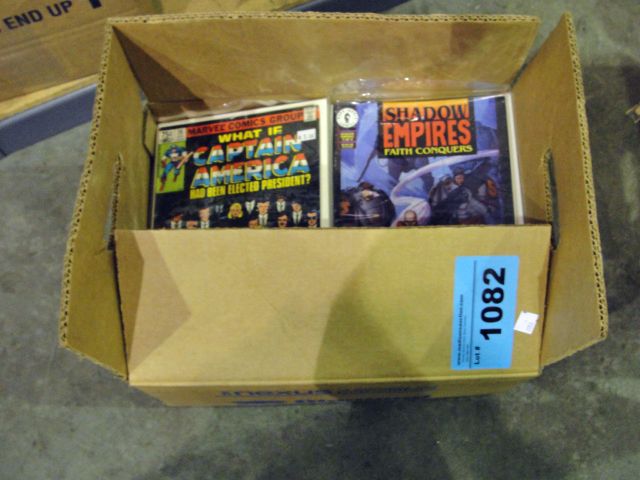 END UP
MARVEL COMICS GROUP
WHAT IF
CAPTAIN
AMERICA
HAD BEEN ELECTED PRESIDENT?
SHADOW
EMPIRES
FAITH CONQUERS
Lot # 1082